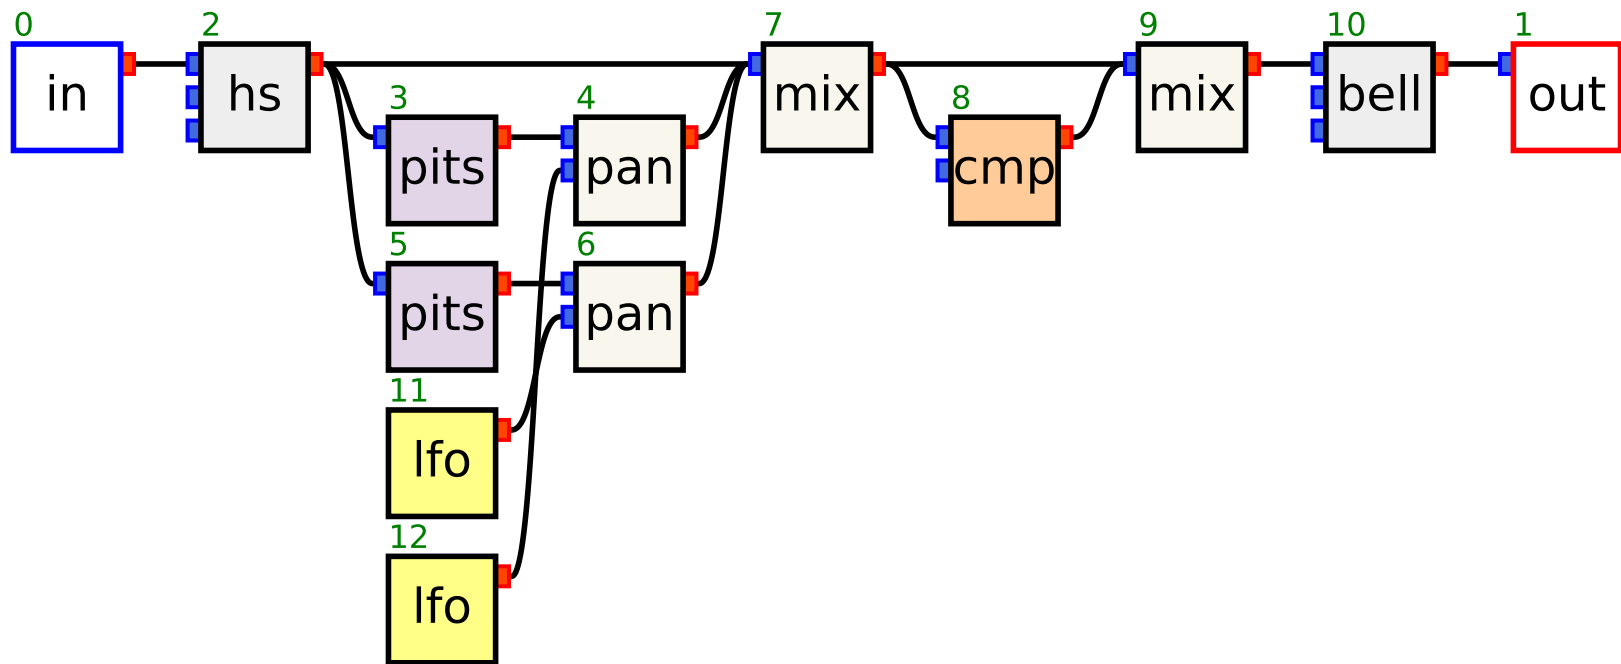 0 2 7 9 10 1
in hs mix mix bell out
3 4 8
pits pan cmp
5 6
pits pan
11
lfo
12
lfo